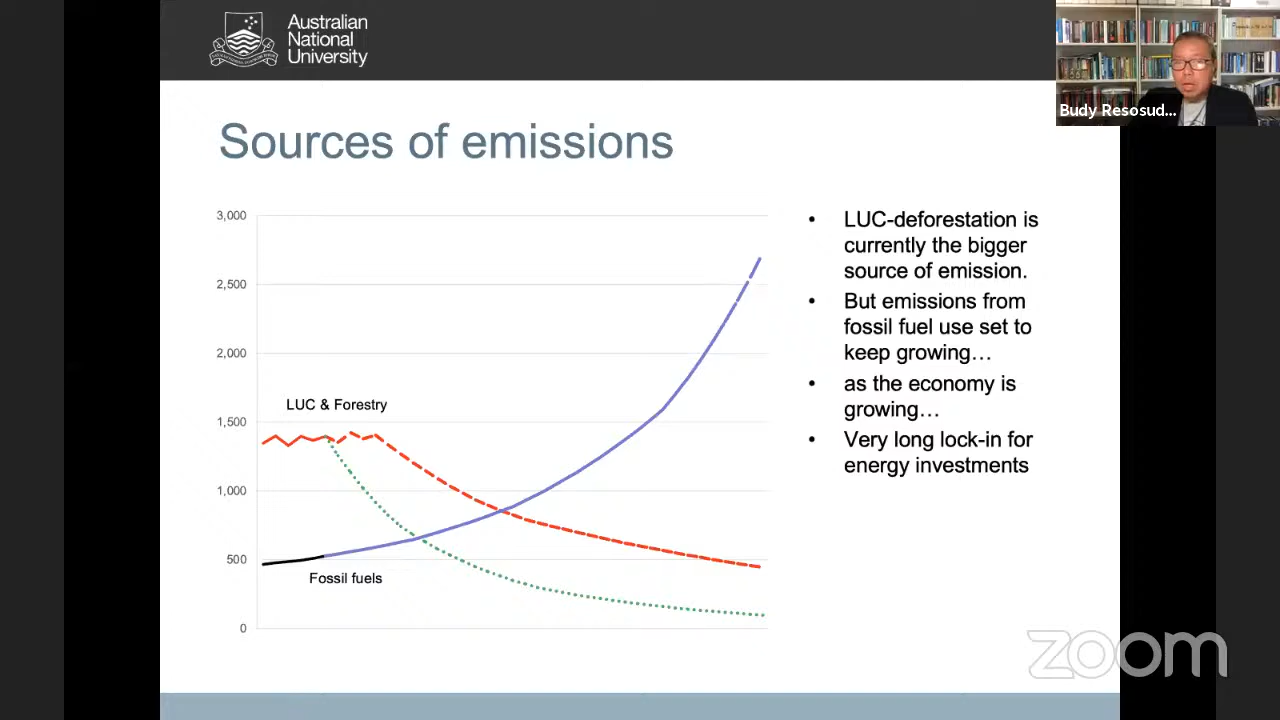 Australian
National
University
Budy Resosud...
Sources of emissions
3,000
2,500
2,000
1,500
1,000
500
0
LUC & Forestry
Fossil fuels
• LUC-deforestation is
currently the bigger
source of emission.
• But emissions from
fossil fuel use set to
keep growing…
• as the economy is
growing…
• Very long lock-in for
energy investments
zoom